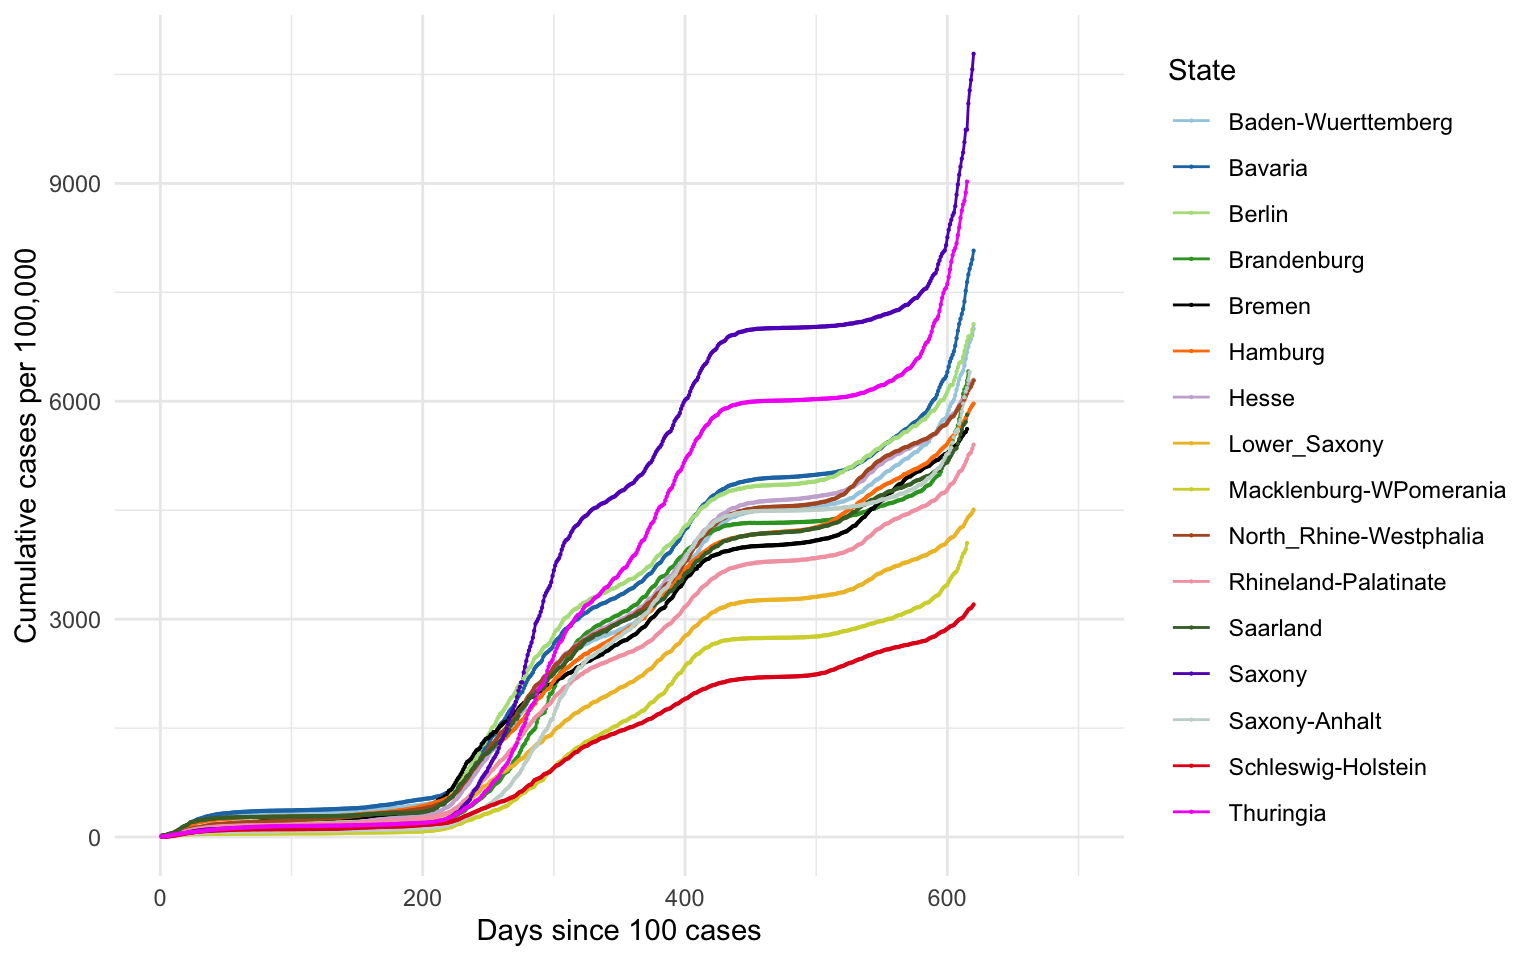 Cumulative cases per 100,000
9000
6000
3000
0
0
200
400
600
Days since 100 cases
State
Baden-Wuerttemberg
Bavaria
Berlin
Brandenburg
Bremen
Hamburg
Hesse
Lower_Saxony
Macklenburg-WPomerania
North_Rhine-Westphalia
Rhineland-Palatinate
Saarland
Saxony
Saxony-Anhalt
Schleswig-Holstein
Thuringia